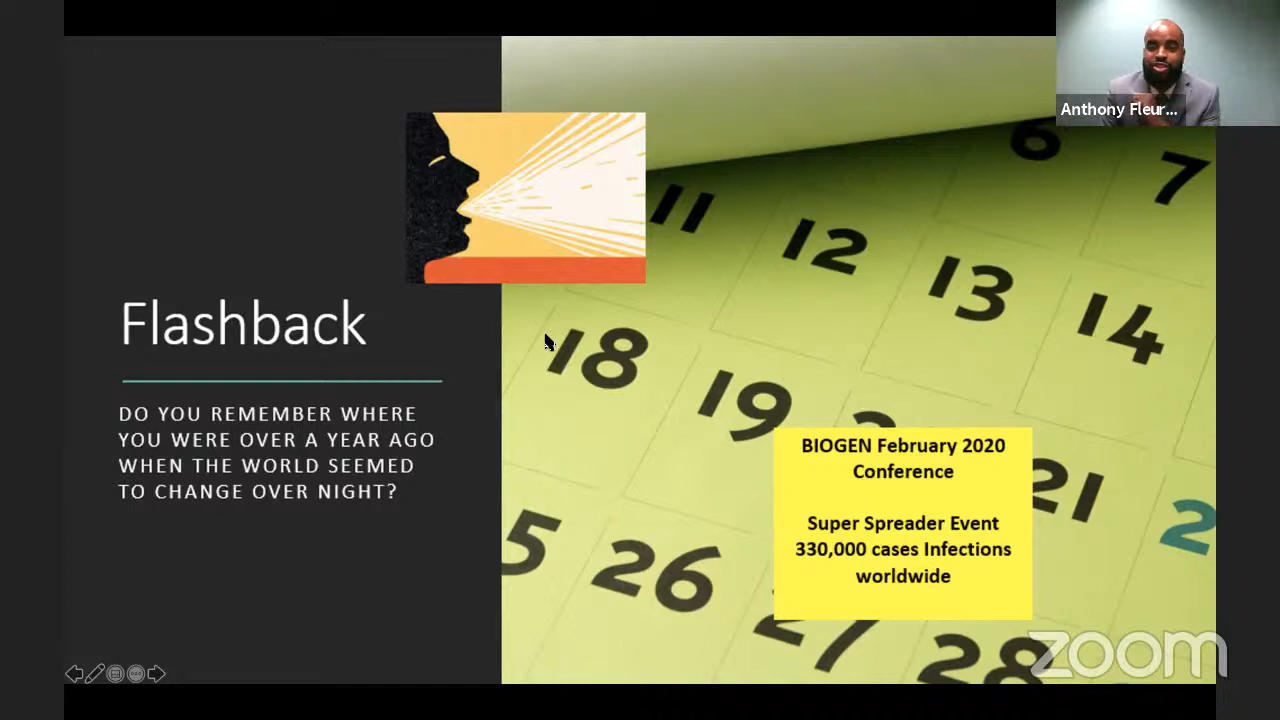 Anthony Fleur...
Flashback
DO YOU REMEMBER WHERE
YOU WERE OVER A YEAR AGO
WHEN THE WORLD SEEMED
TO CHANGE OVER NIGHT?
6
7
11
12
13
14
18
19
2
21
2
5
26
27
28
BIOGEN February 2020
Conference
Super Spreader Event
330,000 cases Infections
worldwide
zoom